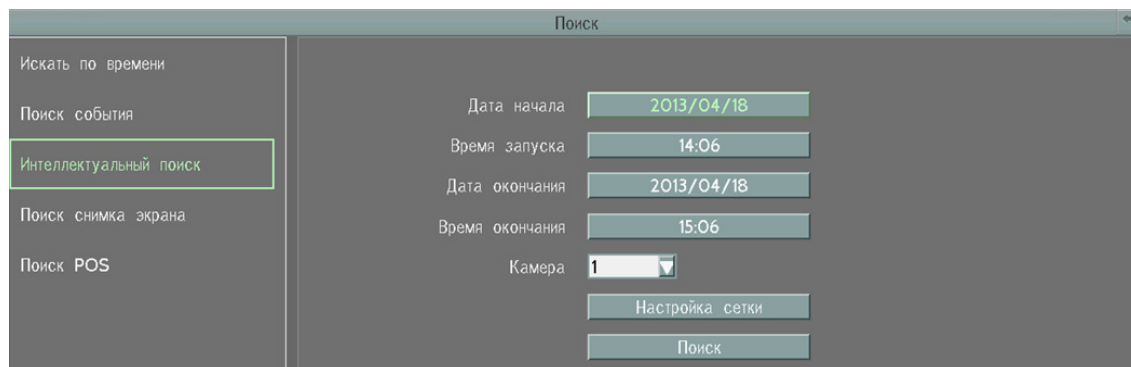 Поиск
Искать по времени
Поиск события
Интеллектуальный поиск
Поиск снимка экрана
Поиск POS
Дата начала 2013/04/18
Время запуска 14:06
Дата окончания 2013/04/18
Время окончания 15:06
Камера 1
Настройка сетки
Поиск